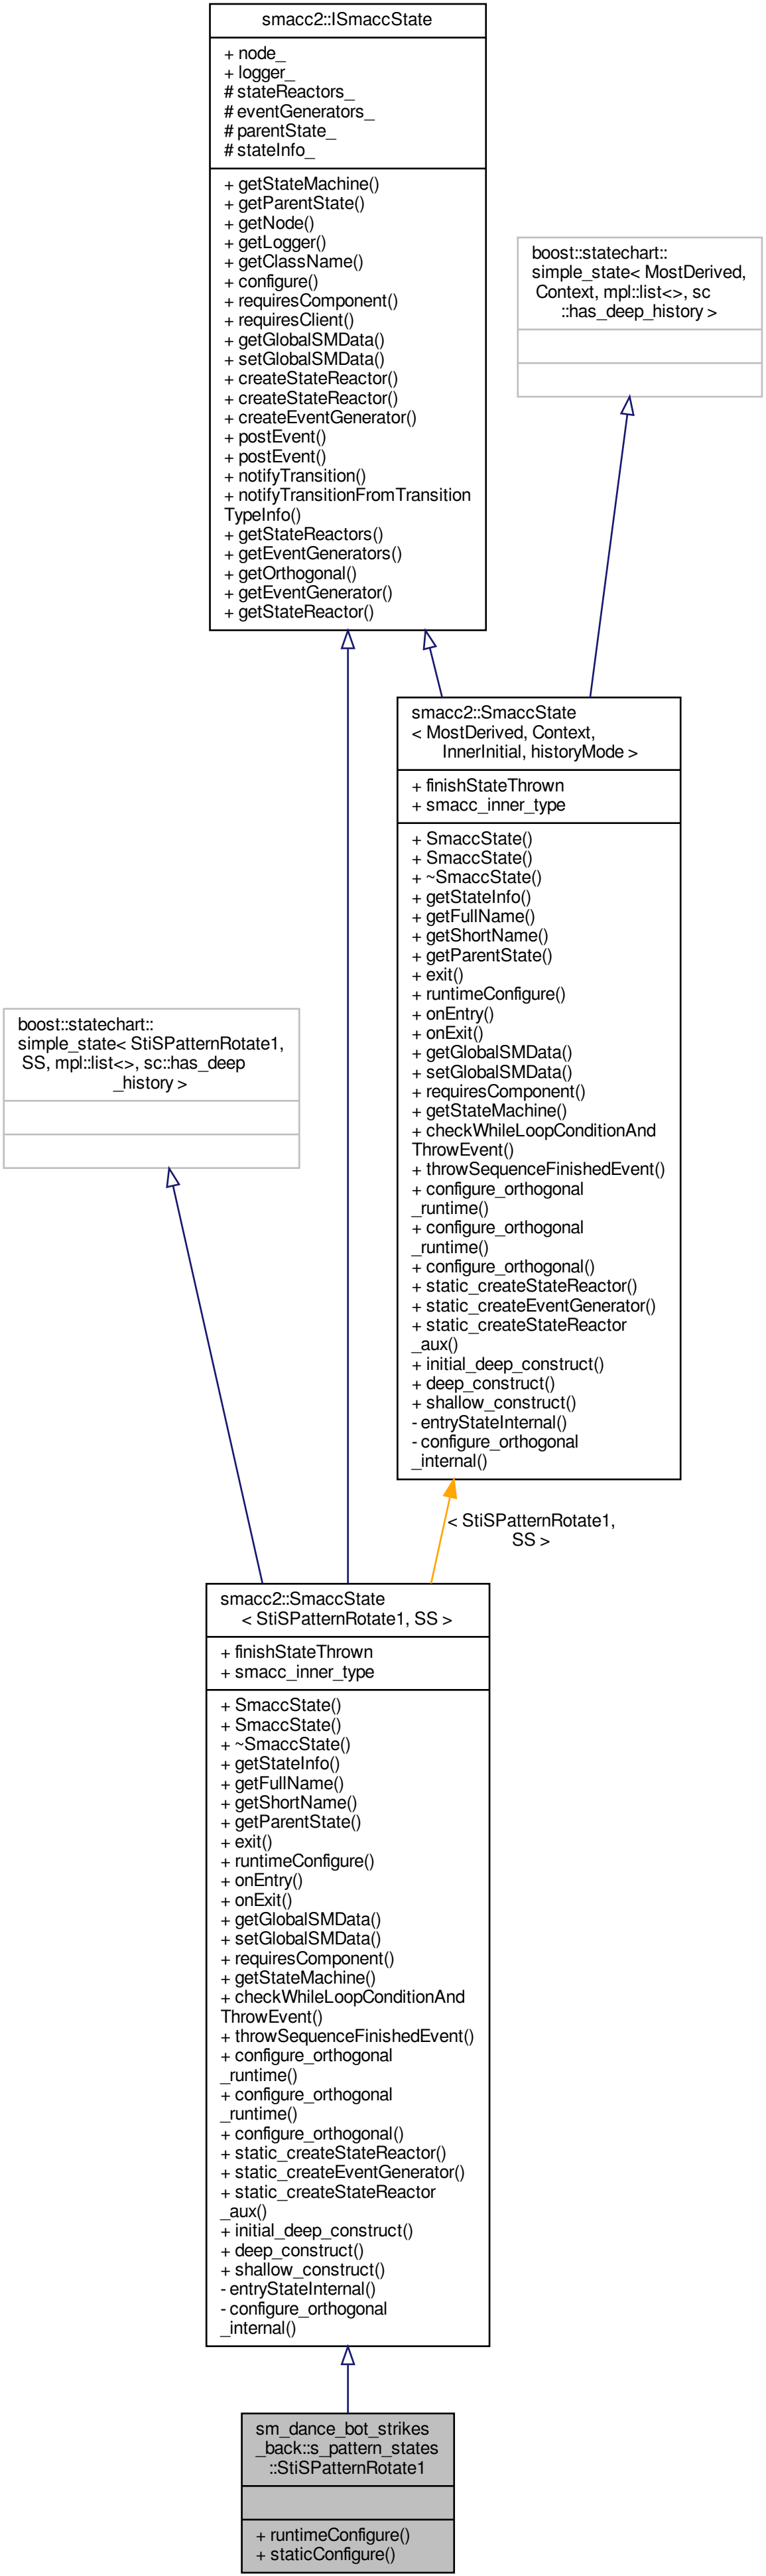 smacc2::ISmaccState
+ node_
+ logger_
# stateReactors_
# eventGenerators_
# parentState_
# stateInfo_
+ getStateMachine()
+ getParentState()
+ getNode()
+ getLogger()
+ getClassName()
+ configure()
+ requiresComponent()
+ requiresClient()
+ getGlobalSMData()
+ setGlobalSMData()
+ createStateReactor()
+ createStateReactor()
+ createEventGenerator()
+ postEvent()
+ postEvent()
+ notifyTransition()
+ notifyTransitionFromTransition
TypeInfo()
+ getStateReactors()
+ getEventGenerators()
+ getOrthogonal()
+ getEventGenerator()
+ getStateReactor()
boost::statechart::
simple_state< MostDerived,
Context, mpl::list<>, sc
::has_deep_history >
smacc2::SmaccState
< MostDerived, Context,
InnerInitial, historyMode >
+ finishStateThrown
+ smacc_inner_type
+ SmaccState()
+ SmaccState()
+ ~SmaccState()
+ getStateInfo()
+ getFullName()
+ getShortName()
+ getParentState()
+ exit()
+ runtimeConfigure()
+ onEntry()
+ onExit()
+ getGlobalSMData()
+ setGlobalSMData()
+ requiresComponent()
+ getStateMachine()
+ checkWhileLoopConditionAnd
ThrowEvent()
+ throwSequenceFinishedEvent()
+ configure_orthogonal
_runtime()
+ configure_orthogonal
_runtime()
+ configure_orthogonal()
+ static_createStateReactor()
+ static_createEventGenerator()
+ static_createStateReactor
_aux()
+ initial_deep_construct()
+ deep_construct()
+ shallow_construct()
- entryStateInternal()
- configure_orthogonal
_internal()
boost::statechart::
simple_state< StiSPatternRotate1,
SS, mpl::list<>, sc::has_deep
_history >
< StiSPatternRotate1,
SS >
smacc2::SmaccState
< StiSPatternRotate1, SS >
+ finishStateThrown
+ smacc_inner_type
+ SmaccState()
+ SmaccState()
+ ~SmaccState()
+ getStateInfo()
+ getFullName()
+ getShortName()
+ getParentState()
+ exit()
+ runtimeConfigure()
+ onEntry()
+ onExit()
+ getGlobalSMData()
+ setGlobalSMData()
+ requiresComponent()
+ getStateMachine()
+ checkWhileLoopConditionAnd
ThrowEvent()
+ throwSequenceFinishedEvent()
+ configure_orthogonal
_runtime()
+ configure_orthogonal
_runtime()
+ configure_orthogonal()
+ static_createStateReactor()
+ static_createEventGenerator()
+ static_createStateReactor
_aux()
+ initial_deep_construct()
+ deep_construct()
+ shallow_construct()
- entryStateInternal()
- configure_orthogonal
_internal()
sm_dance_bot_strikes
_back::s_pattern_states
::StiSPatternRotate1
+ runtimeConfigure()
+ staticConfigure()